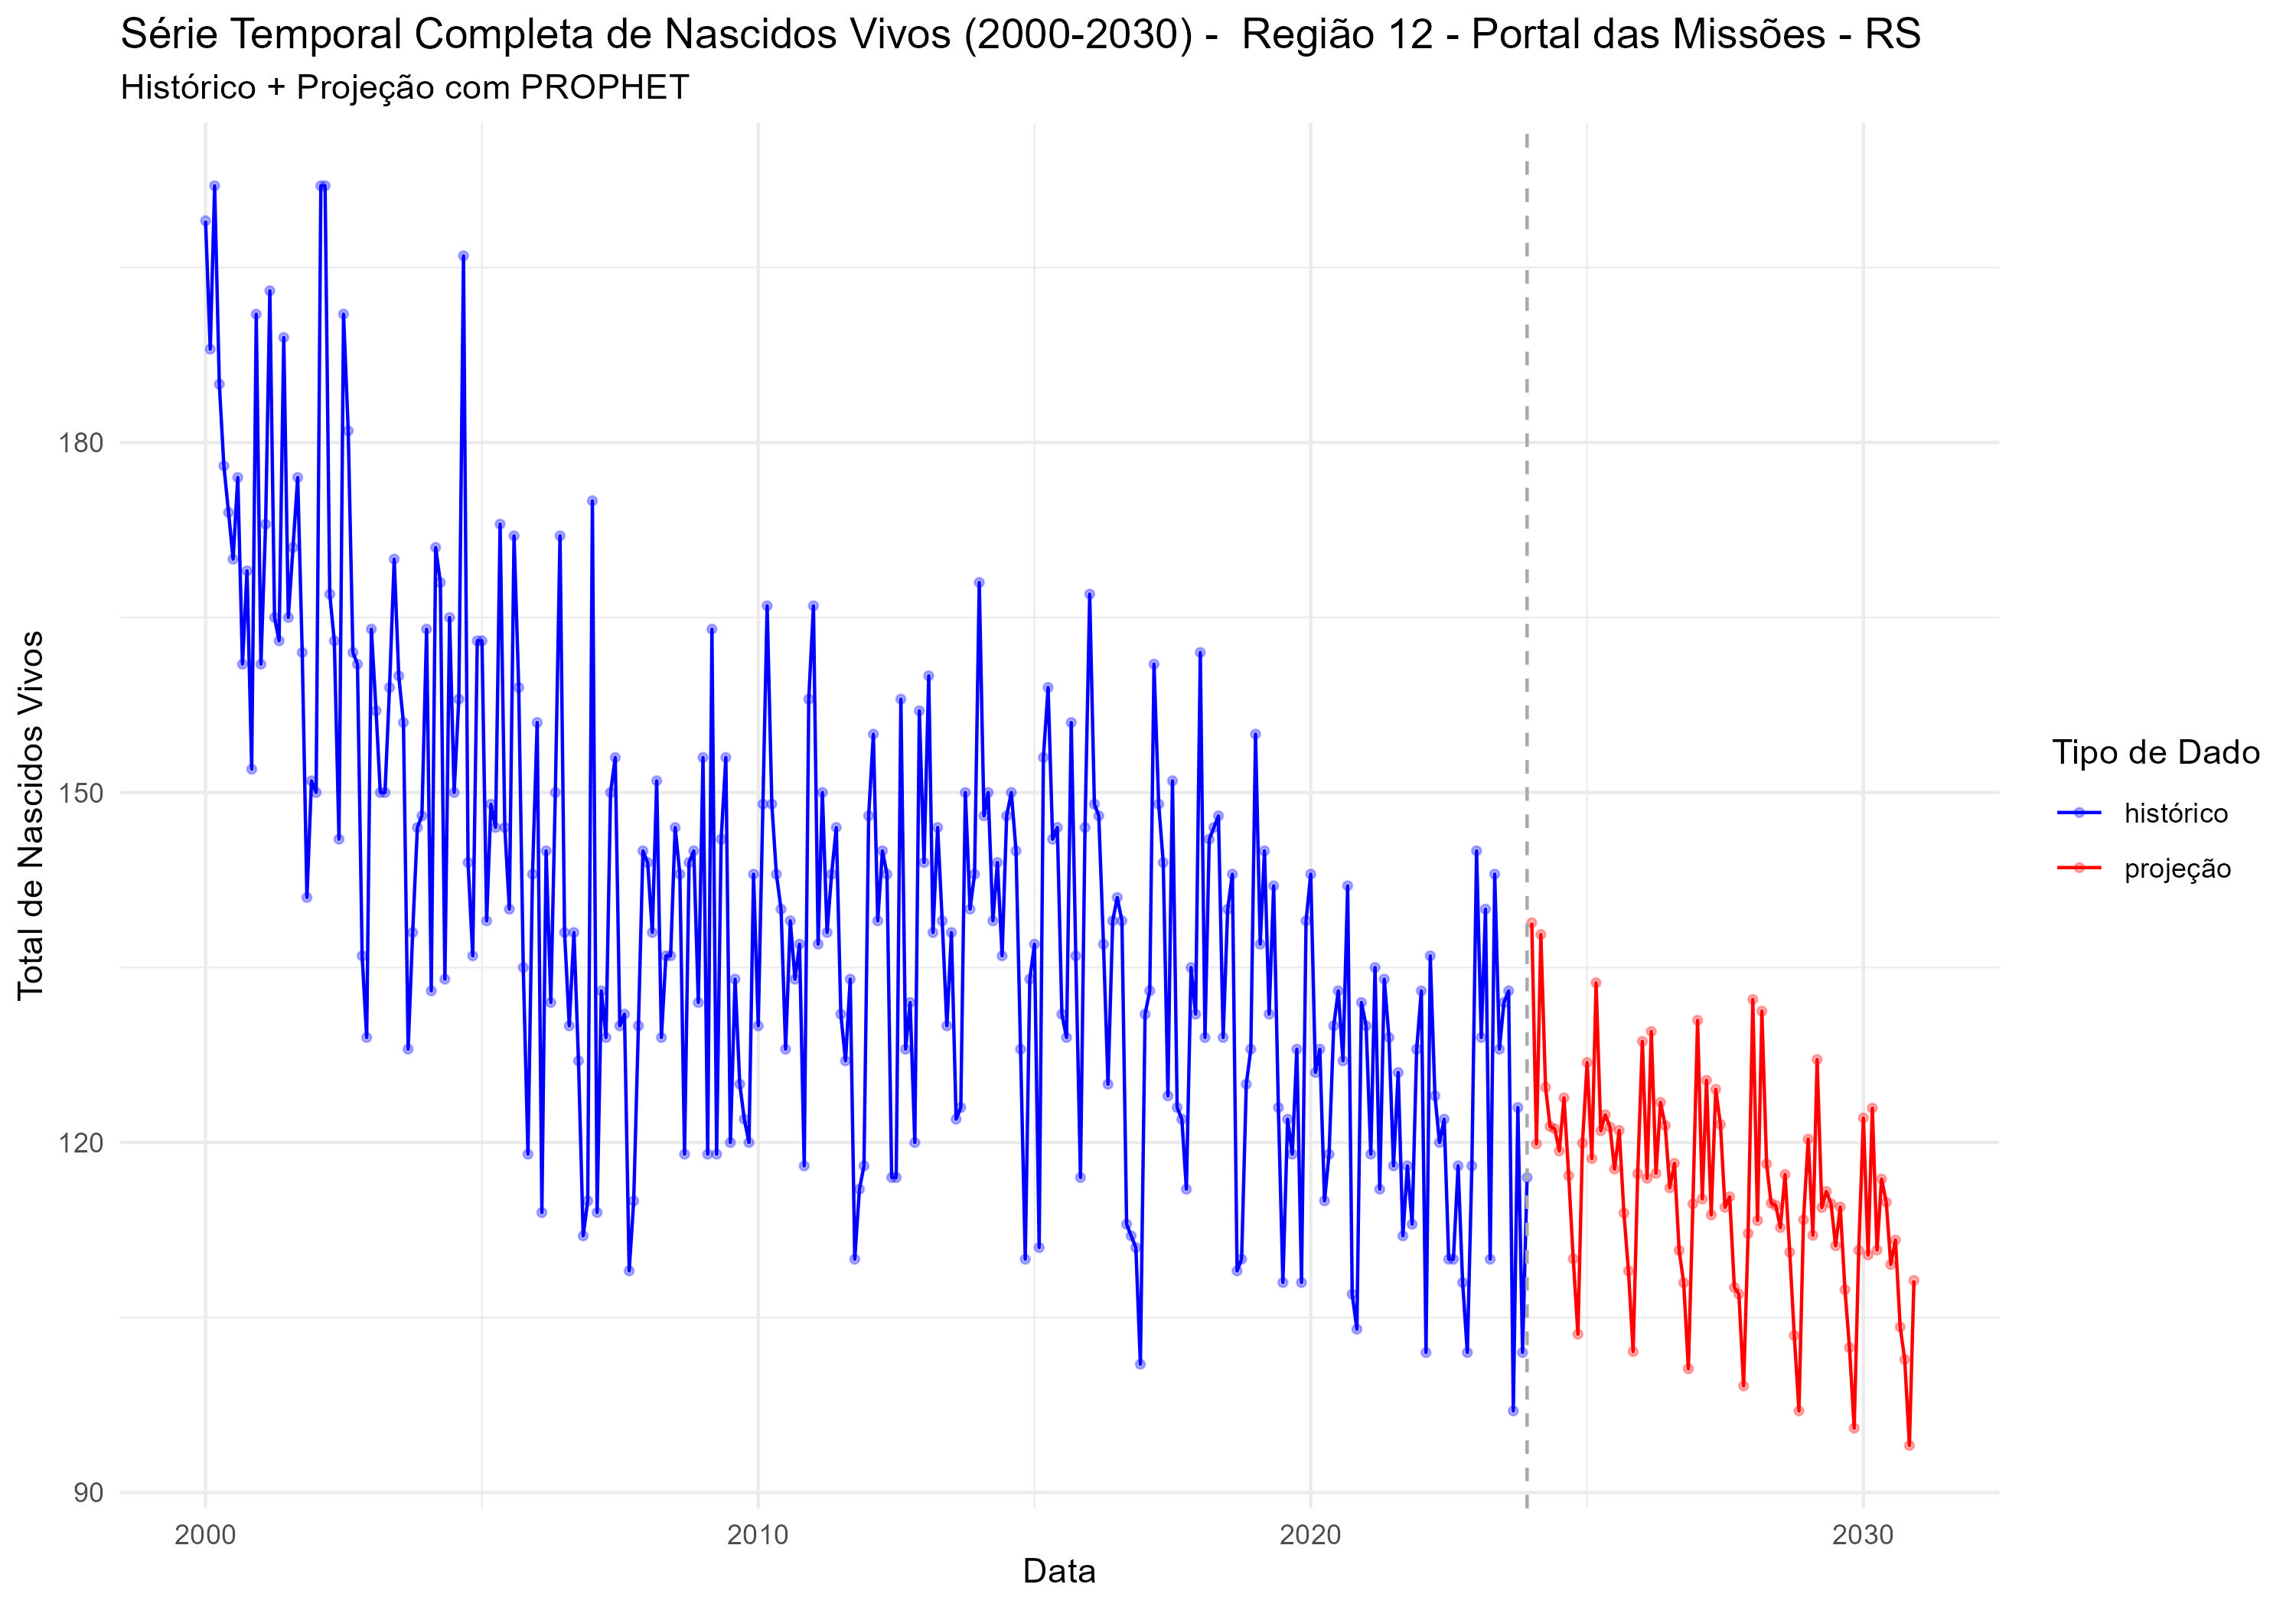 Série Temporal Completa de Nascidos Vivos (2000-2030) -  Região 12 - Portal das Missões - RS
Histórico + Projeção com PROPHET
Total de Nascidos Vivos
180
150
120
90
2000
2010
2020
2030
Data
Tipo de Dado
histórico
projeção